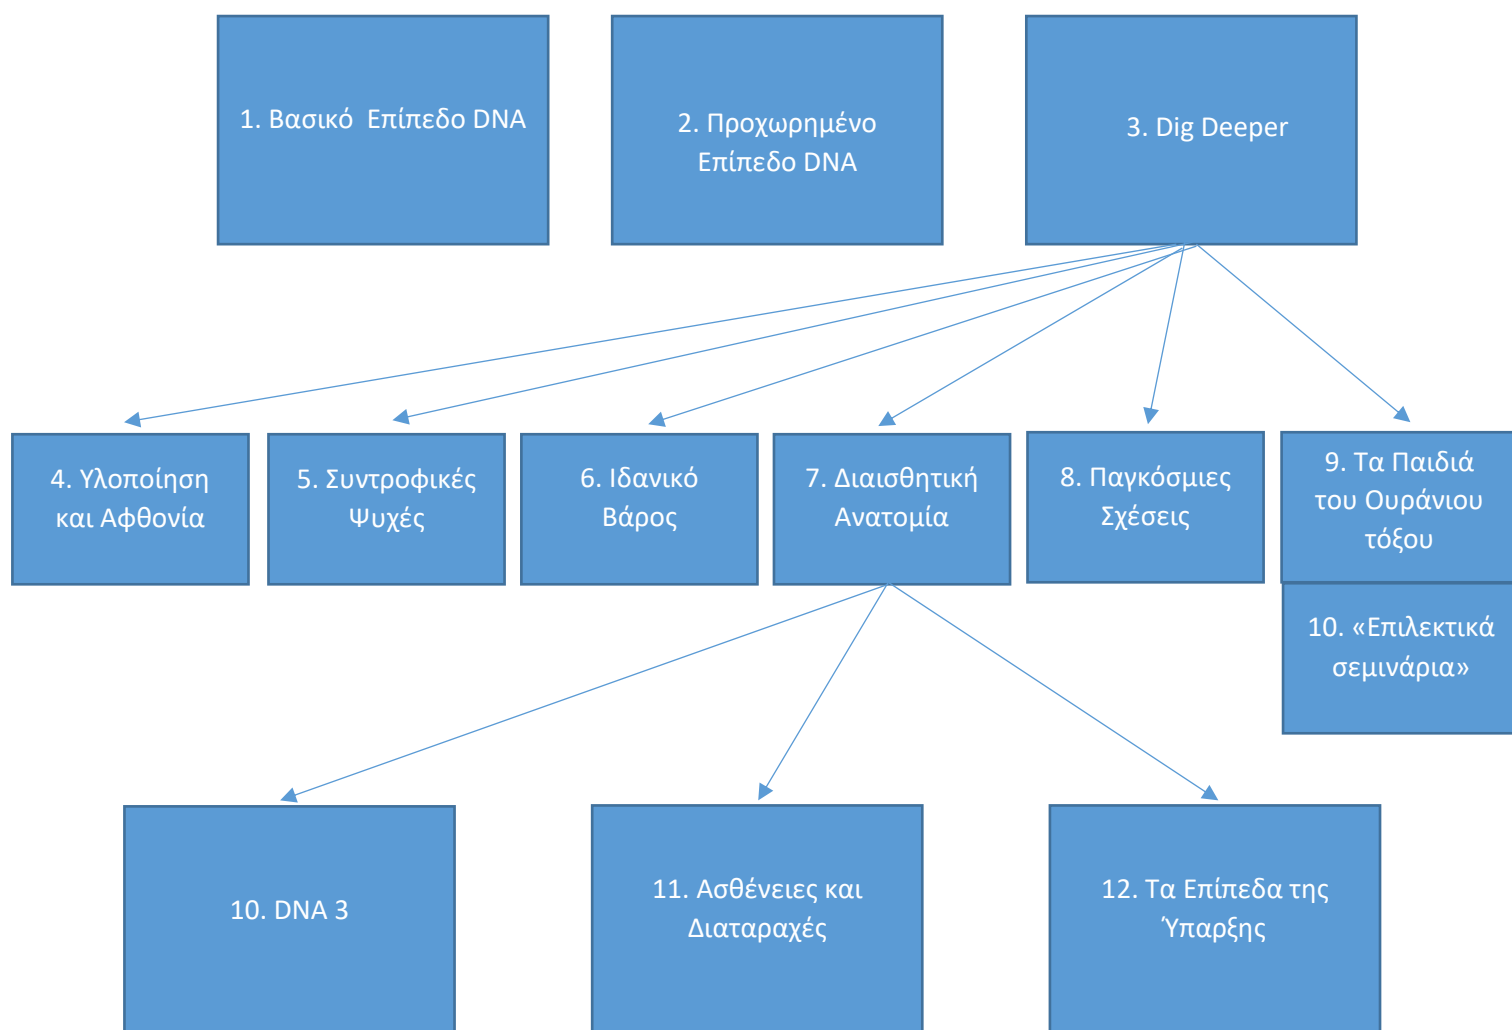 1. Βασικό Επίπεδο DNA
2. Προχωρημένο
Επίπεδο DNA
3. Dig Deeper
4. Υλοποίηση
και Αφθονία
5. Συντροφικές
Ψυχές
6. Ιδανικό
Βάρος
7. Διαισθητική
Ανατομία
8. Παγκόσμιες
Σχέσεις
9. Τα Παιδιά
του Ουράνιου
τόξου
10. «Επιλεκτικά
σεμινάρια»
10. DNA 3
11. Ασθένειες και
Διαταραχές
12. Τα Επίπεδα της
Ύπαρξης